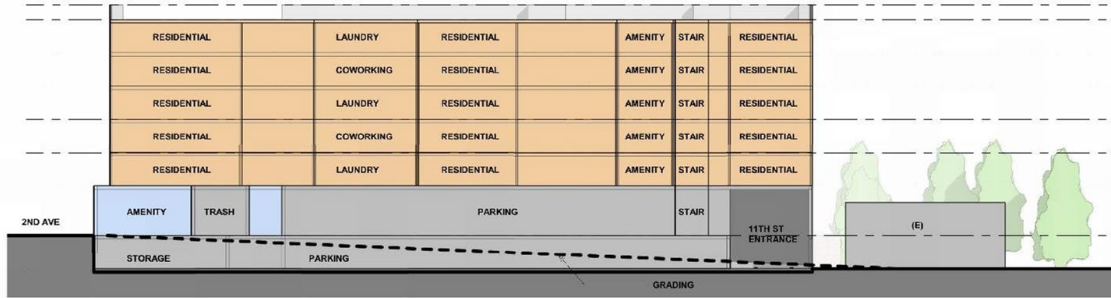 RESIDENTIAL LAUNDRY RESIDENTIAL AMENITY STAIR RESIDENTIAL
RESIDENTIAL COWORKING RESIDENTIAL AMENITY STAIR RESIDENTIAL
RESIDENTIAL LAUNDRY RESIDENTIAL AMENITY STAIR RESIDENTIAL
RESIDENTIAL COWORKING RESIDENTIAL AMENITY STAIR RESIDENTIAL
RESIDENTIAL LAUNDRY RESIDENTIAL AMENITY STAIR RESIDENTIAL
2ND AVE
AMENITY TRASH PARKING STAIR
11TH ST
ENTRANCE
(E)
STORAGE PARKING
GRADING